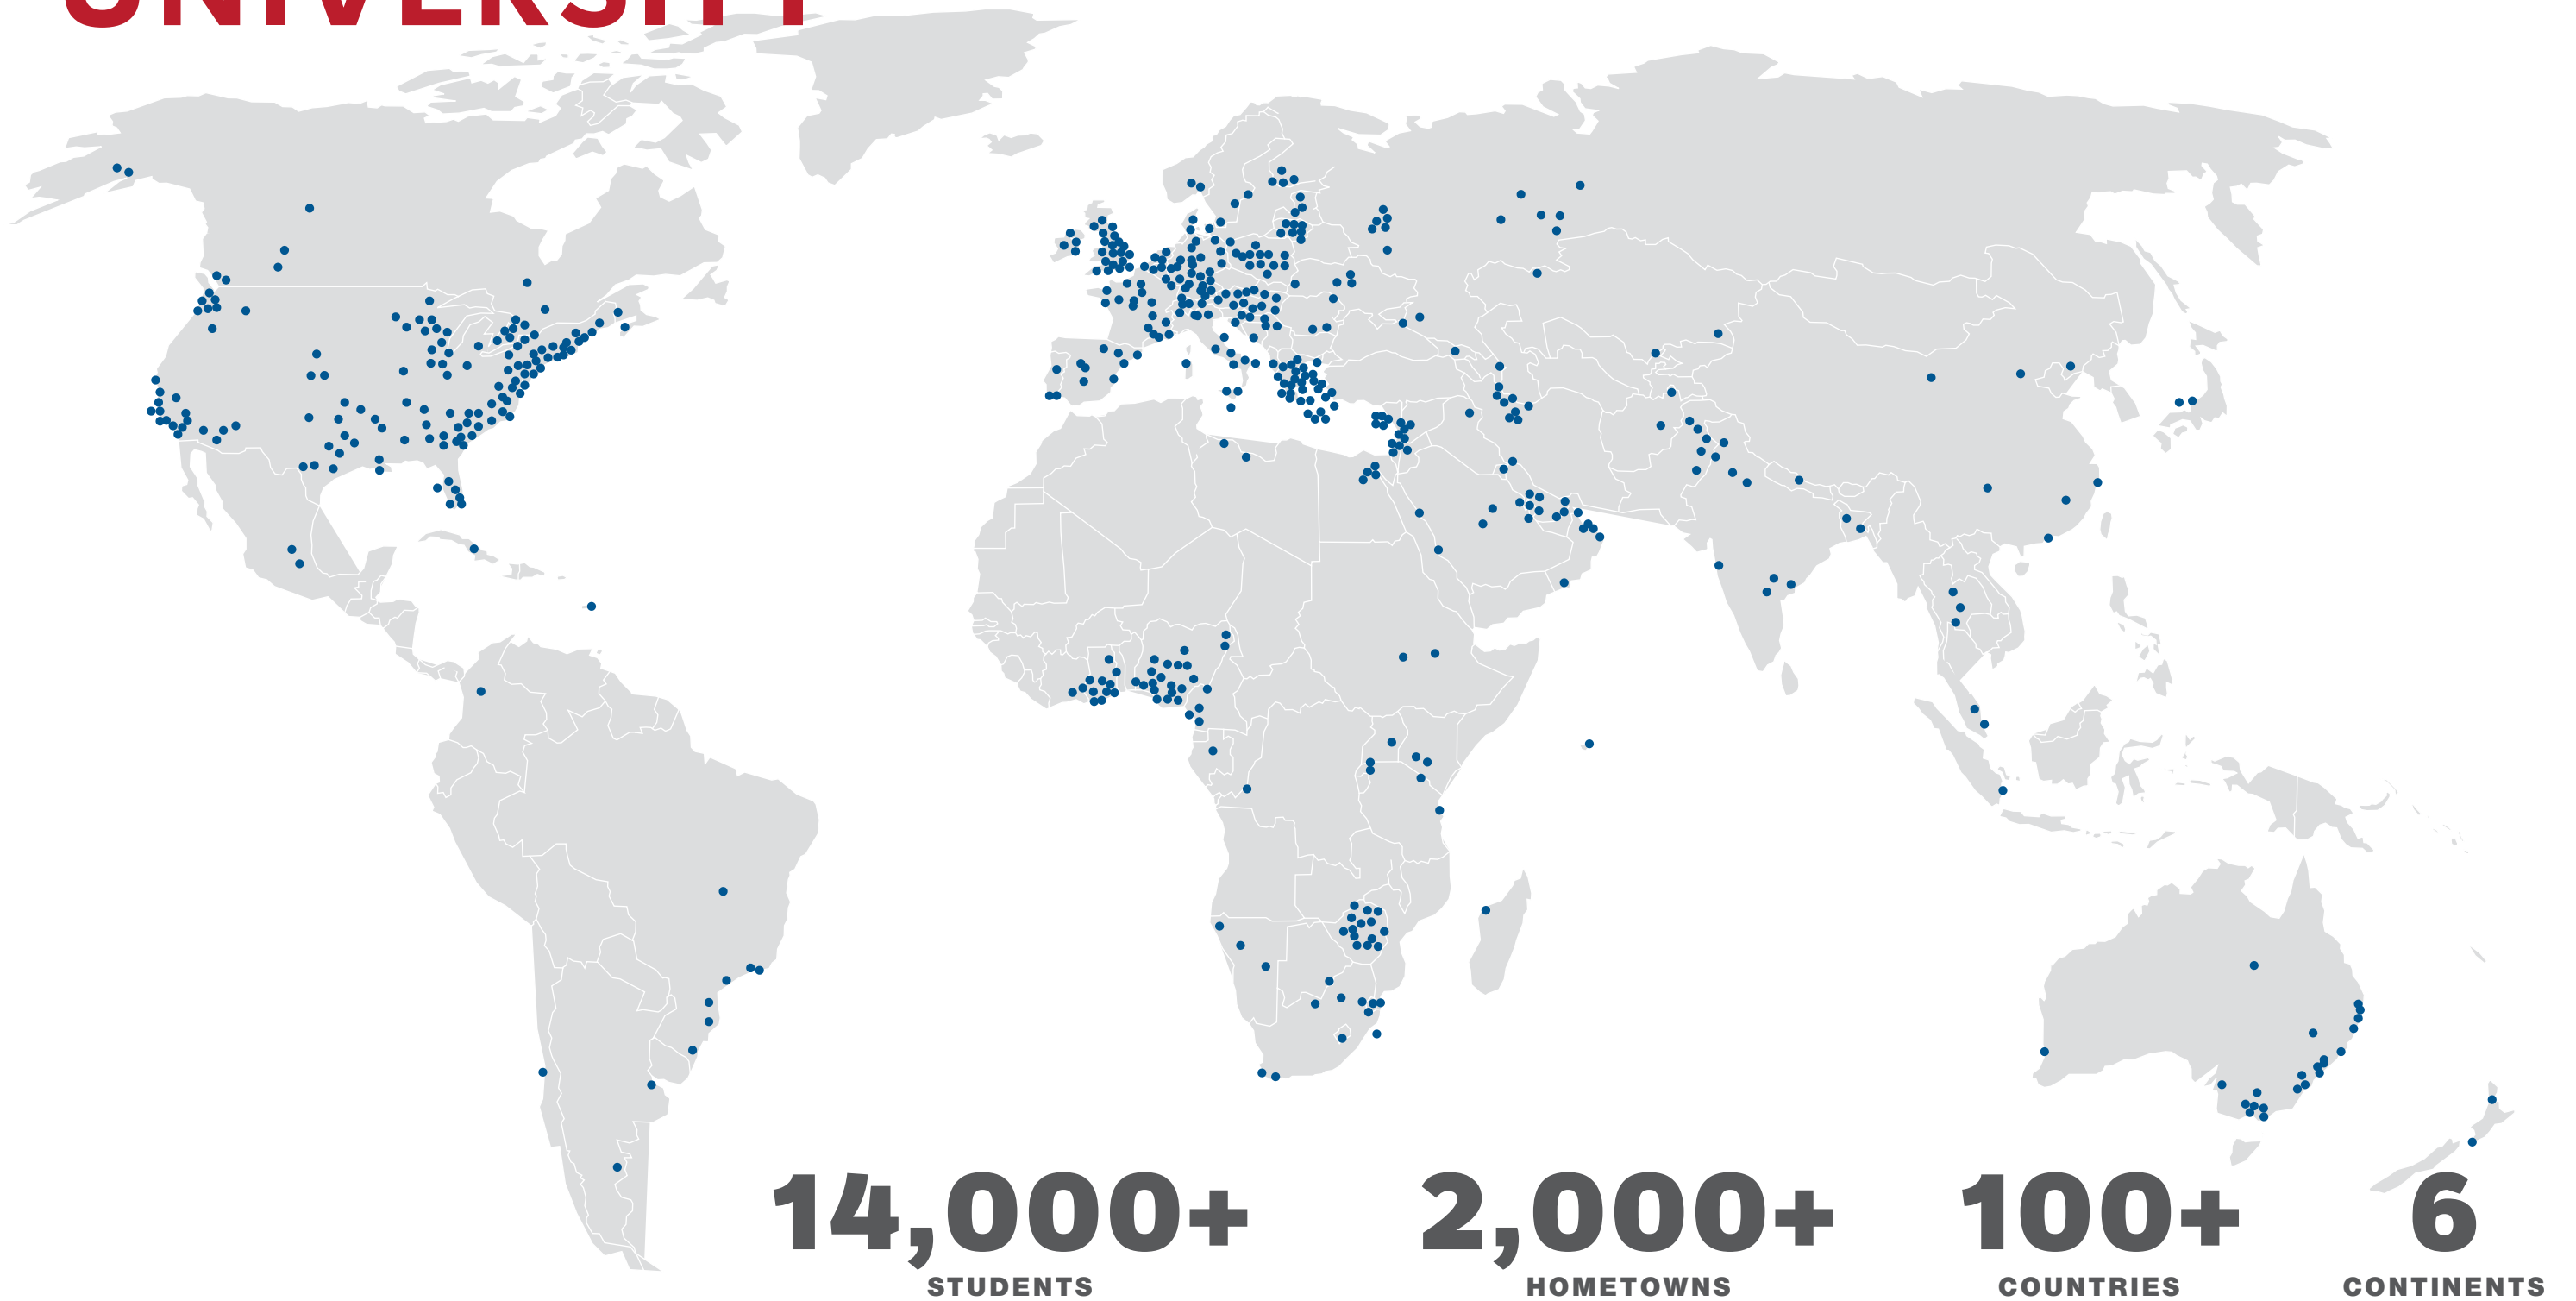 UNIVERSITY
14,000+
STUDENTS
2,000+
HOMETOWNS
100+
COUNTRIES
6
CONTINENTS